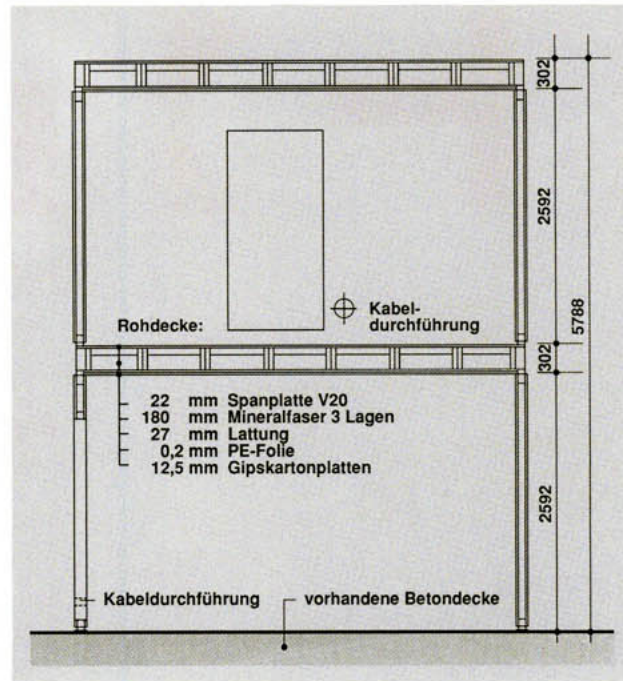 302
2592
5788
Kabel-
durchführung
Rohdecke:
302
22 mm Spanplatte V20
180 mm Mineralfaser 3 Lagen
27 mm Lattung
0,2 mm PE-Folie
12,5 mm Gipskartonplatten
2592
Kabeldurchführung
vorhandene Betondecke